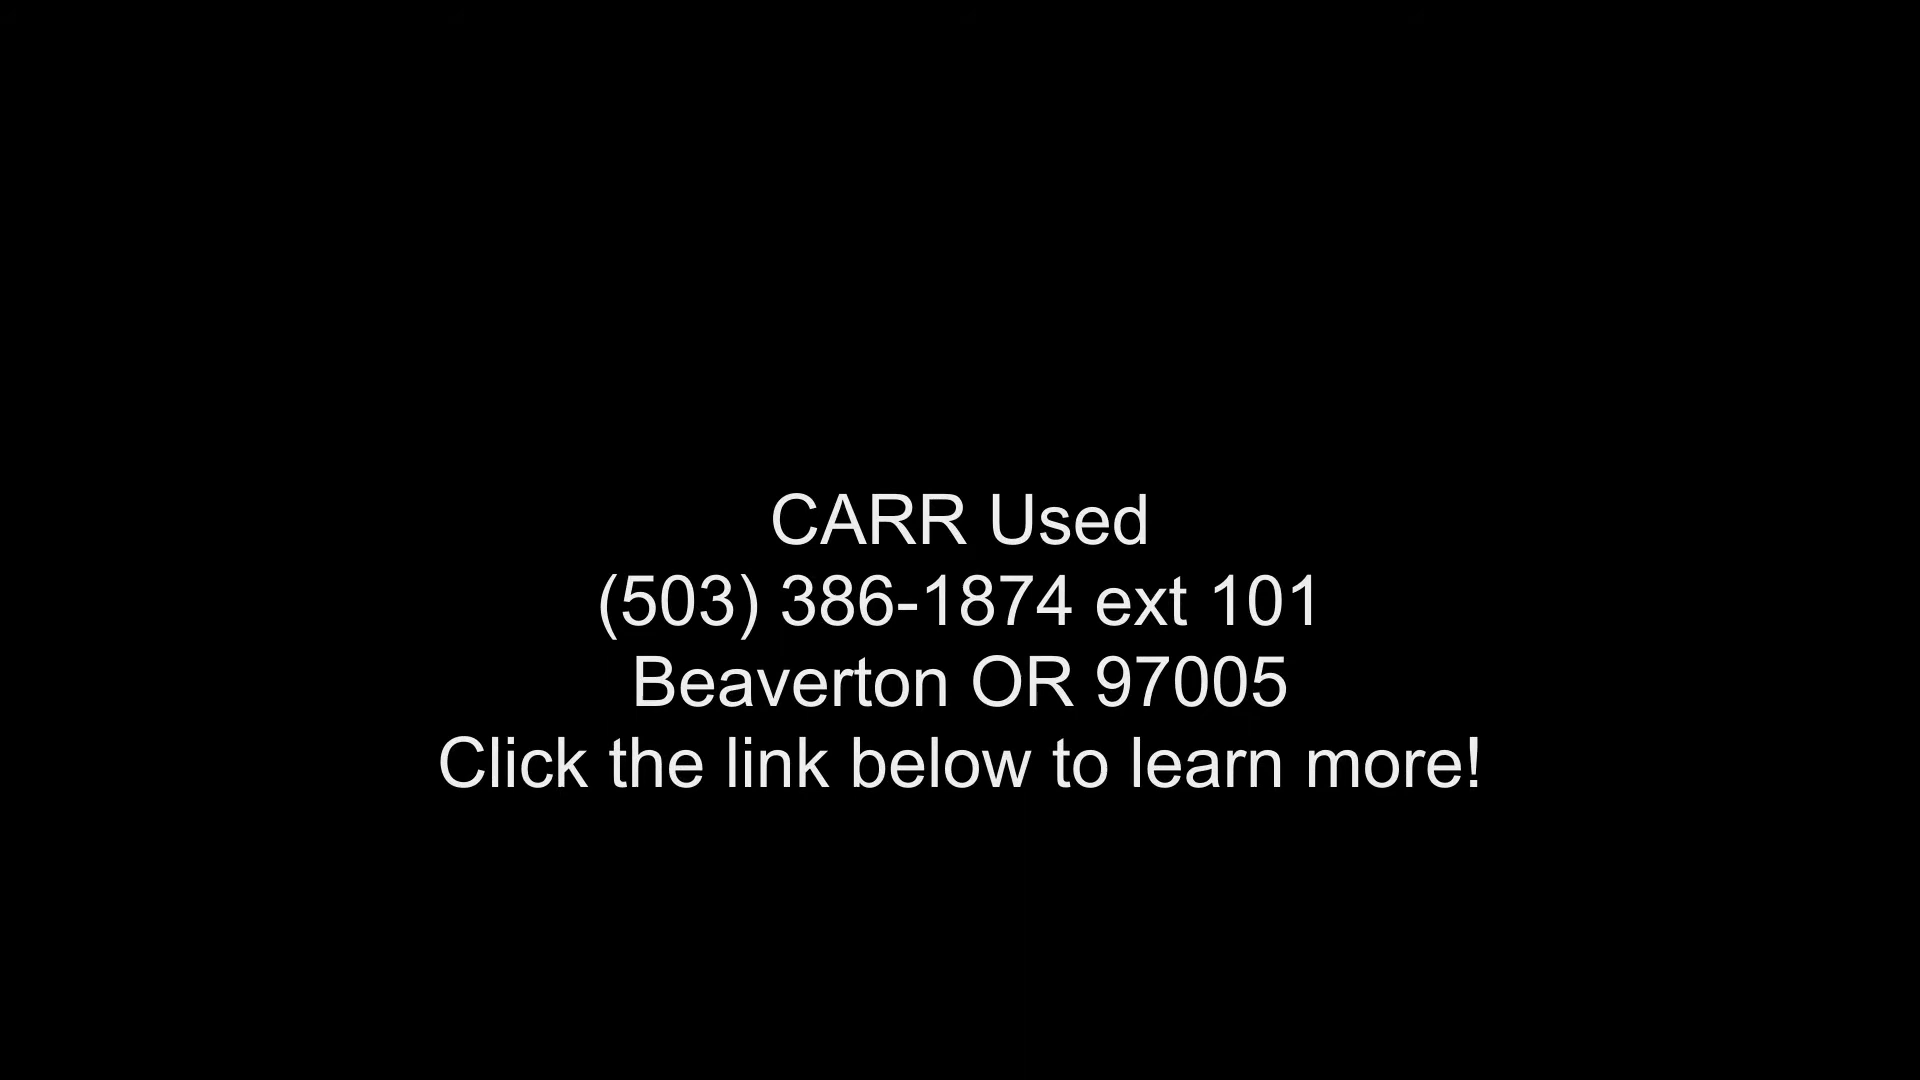 CARR Used
(503) 386-1874 ext 101
Beaverton OR 97005
Click the link below to learn more!